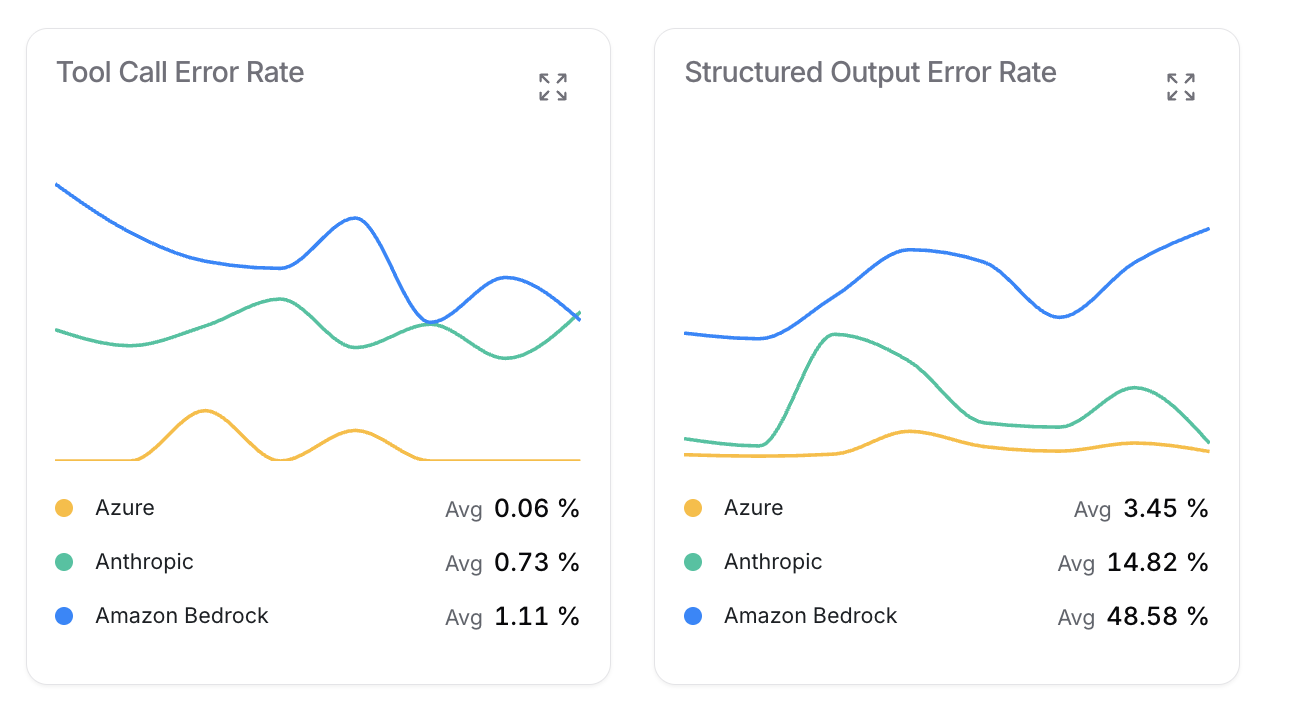 Tool Call Error Rate
Azure Avg 0.06 %
Anthropic Avg 0.73 %
Amazon Bedrock Avg 1.11 %
Structured Output Error Rate
Azure Avg 3.45 %
Anthropic Avg 14.82 %
Amazon Bedrock Avg 48.58 %